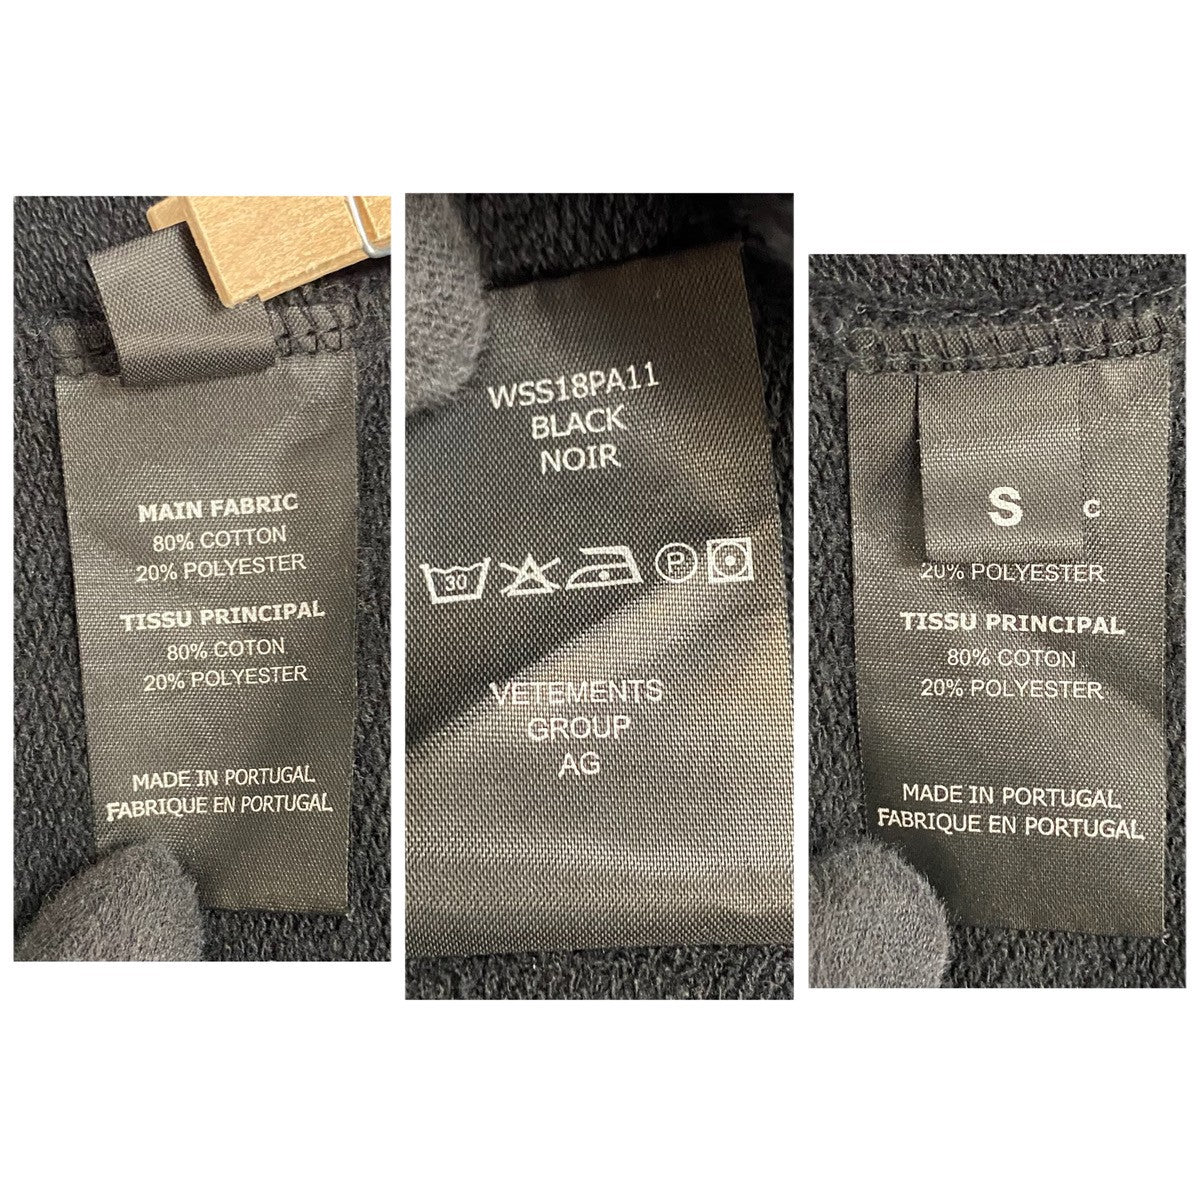 MAIN FABRIC
80% COTTON
20% POLYESTER
TISSU PRINCIPAL
80% COTON
20% POLYESTER
MADE IN PORTUGAL
FABRIQUE EN PORTUGAL
WSS18PA11
BLACK
NOIR
30
P
VETEMENTS
GROUP
AG
S
C
20% POLYESTER
TISSU PRINCIPAL
80% COTON
20% POLYESTER
MADE IN PORTUGAL
FABRIQUE EN PORTUGAL